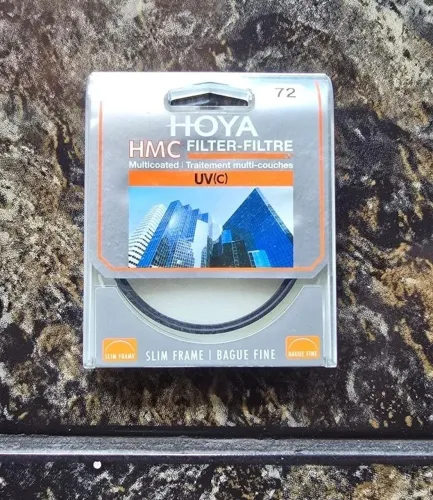 72
HOYA
HMC FILTER-FILTRE
Multicoated | Traitement multi-couches
UV(C)
SLIM FRAME SLIM FRAME | BAGUE FINE BAGUE FINE